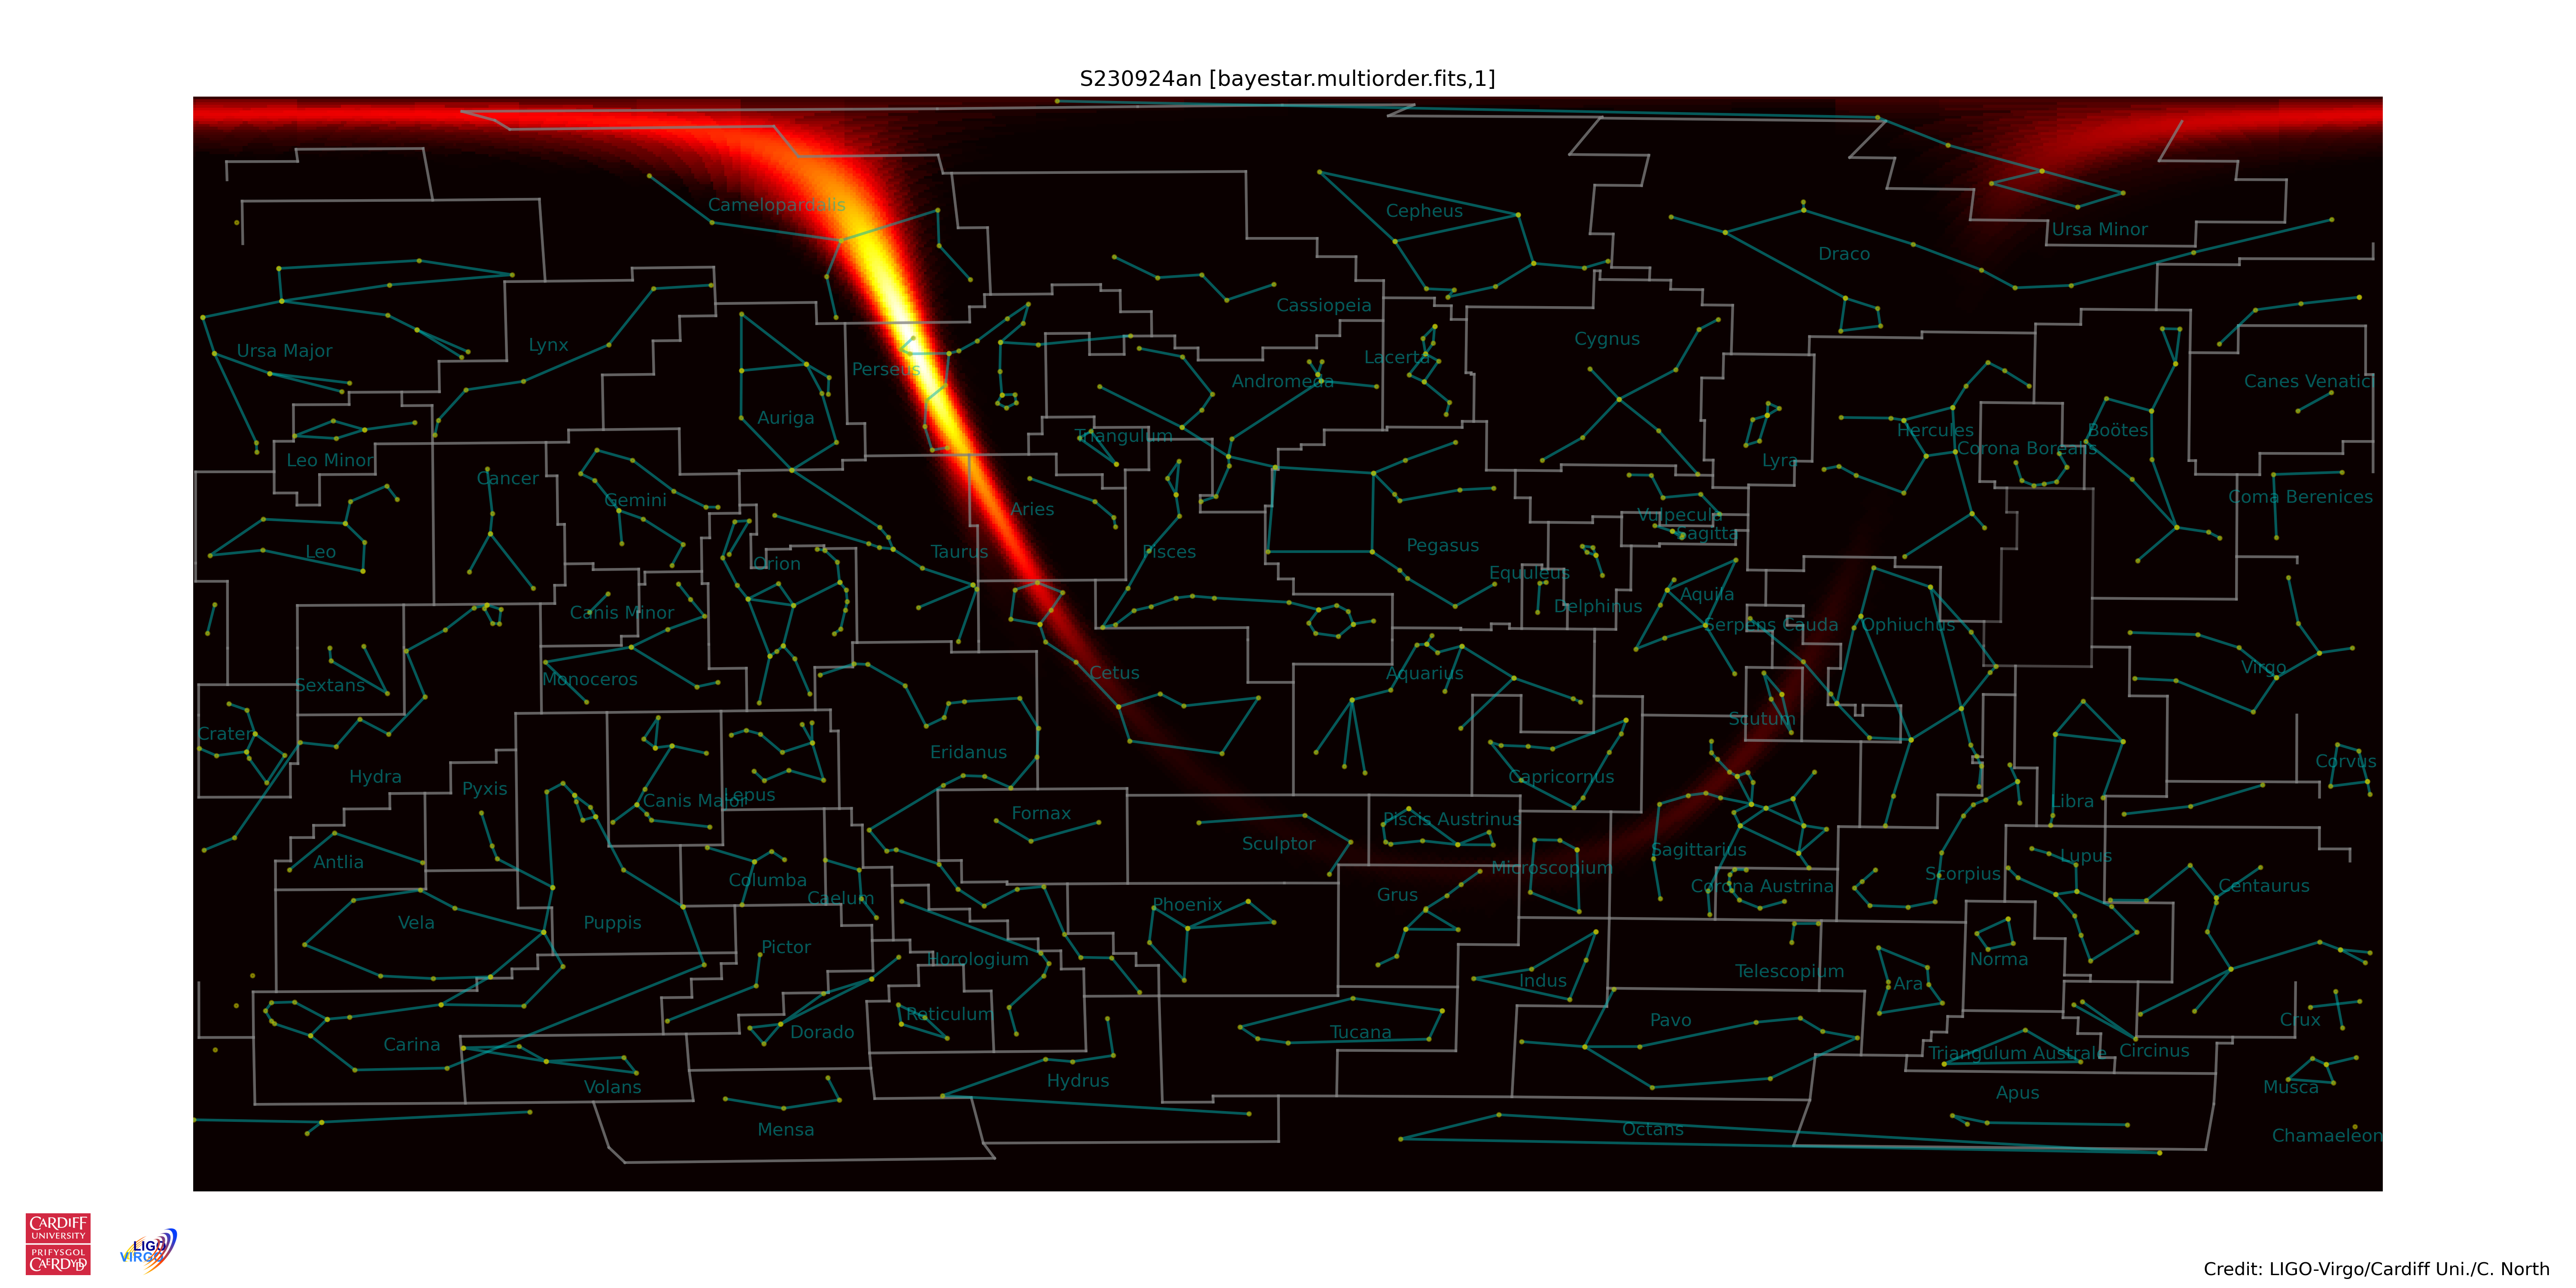 S230924an [bayestar.multiorder.fits,1]
Camelopardalis
Cepheus
Ursa Minor
Draco
Cassiopeia
Ursa Major
Lynx
Cygnus
Lacerta
Perseus
Andromeda
Canes Venatici
Auriga
Triangulum
Hercules
Boötes
Corona Borealis
Leo Minor
Lyra
Cancer
Gemini
Coma Berenices
Aries
Vulpecula
Sagitta
Leo
Taurus
Pisces
Pegasus
Orion
Equuleus
Aquila
Delphinus
Canis Minor
Serpens Cauda
Ophiuchus
Virgo
Cetus
Aquarius
Monoceros
Sextans
Scutum
Crater
Eridanus
Corvus
Hydra
Capricornus
Pyxis
Lepus
Canis Major
Libra
Fornax
Piscis Austrinus
Sculptor
Sagittarius
Lupus
Antlia
Microscopium
Scorpius
Columba
Corona Austrina
Centaurus
Grus
Caelum
Phoenix
Vela
Puppis
Pictor
Horologium
Norma
Telescopium
Indus
Ara
Reticulum
Pavo
Crux
Dorado
Tucana
Carina
Circinus
Triangulum Australe
Hydrus
Volans
Musca
Apus
Mensa
Octans
Chamaeleon
CARDIFF
UNIVERSITY
PRIFYSGOL
CAERDYDD
LIGO
VIRGO
Credit: LIGO-Virgo/Cardiff Uni./C. North